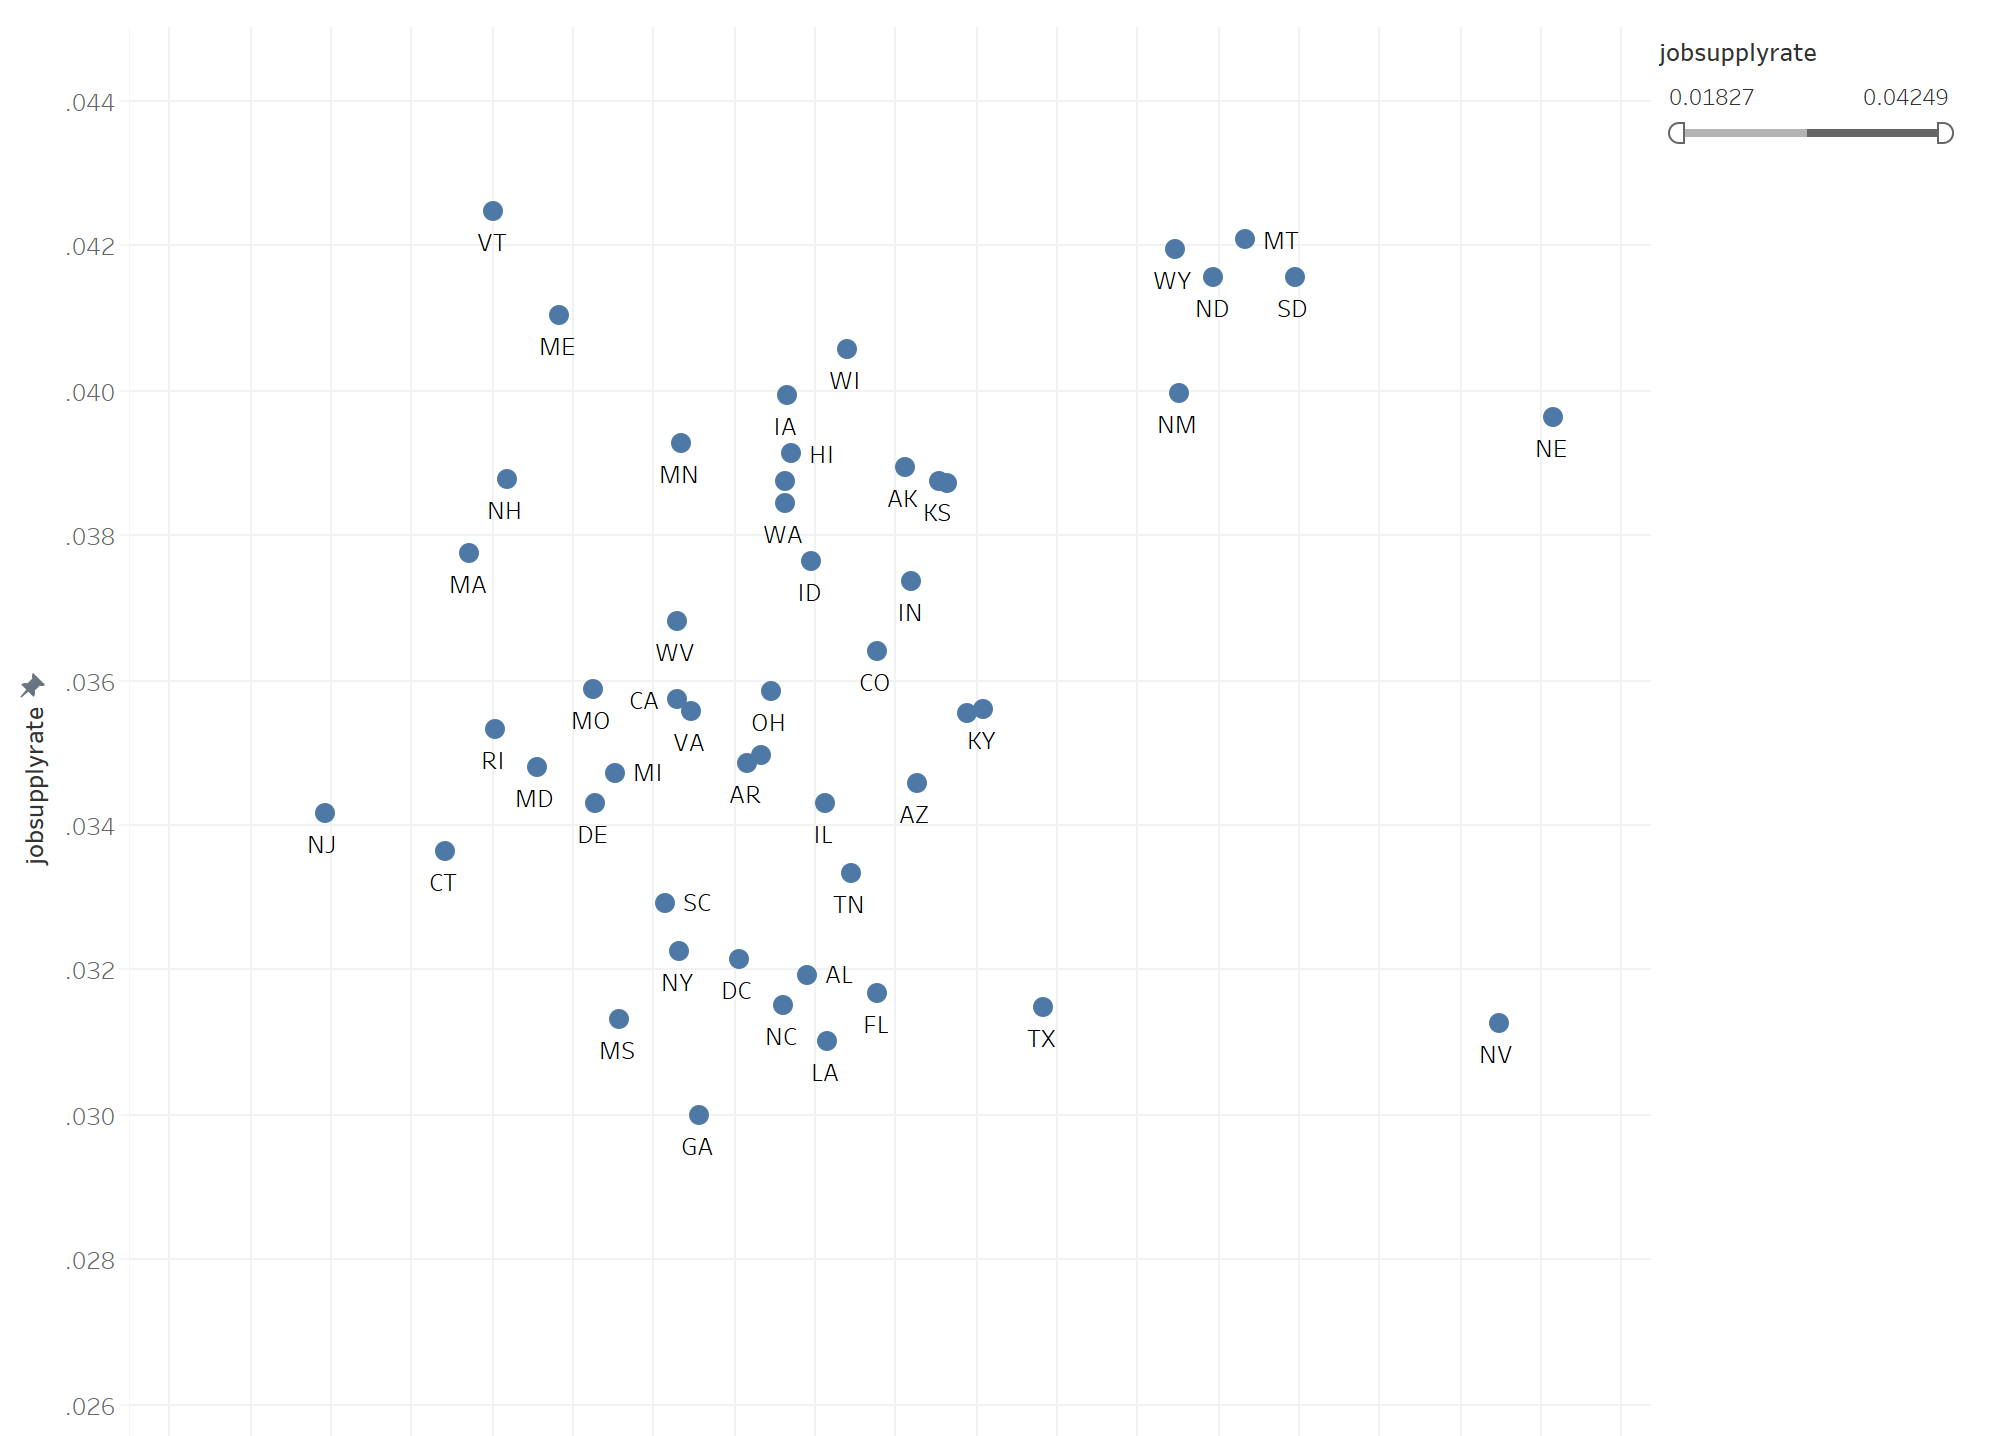 jobsupplyrate
0.01827 0.04249
.044
.042
.040
.038
.036
.034
.032
.030
.028
.026
jobsupplyrate
VT
MT
WY
ND
SD
ME
WI
NM
NE
IA
HI
MN
AK
KS
NH
WA
MA
ID
IN
WV
CO
CA
MO
OH
VA
KY
RI
MI
MD
AR
AZ
DE
IL
NJ
CT
SC
TN
NY
DC
AL
FL
NC
TX
MS
LA
NV
GA